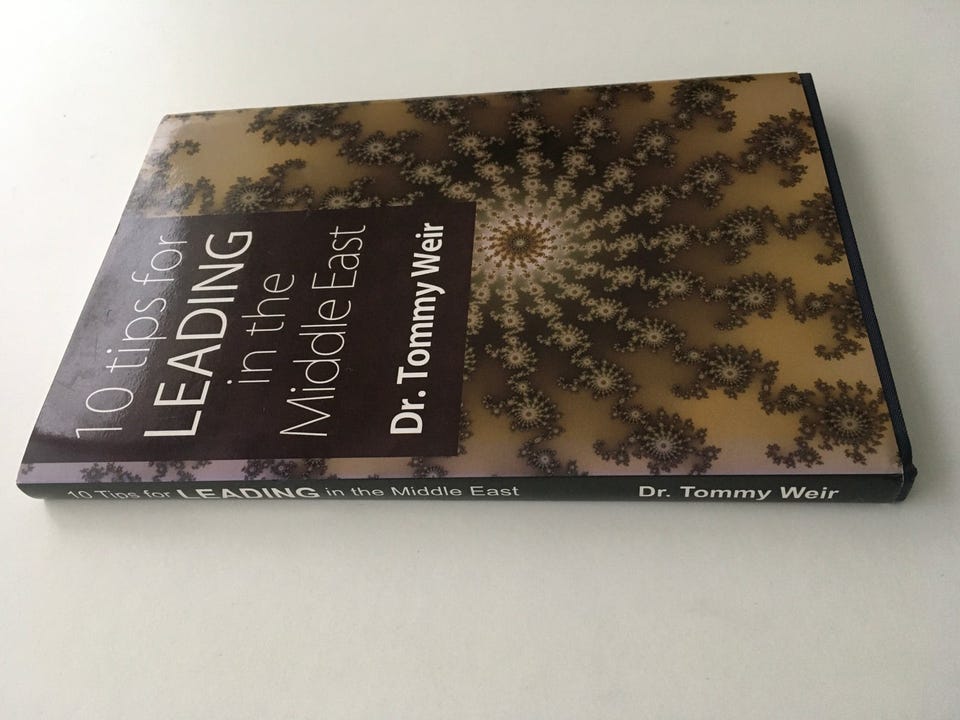 10 tips for
LEADING
in the
Middle East
Dr. Tommy Weir
10 Tips for LEADING in the Middle East Dr. Tommy Weir